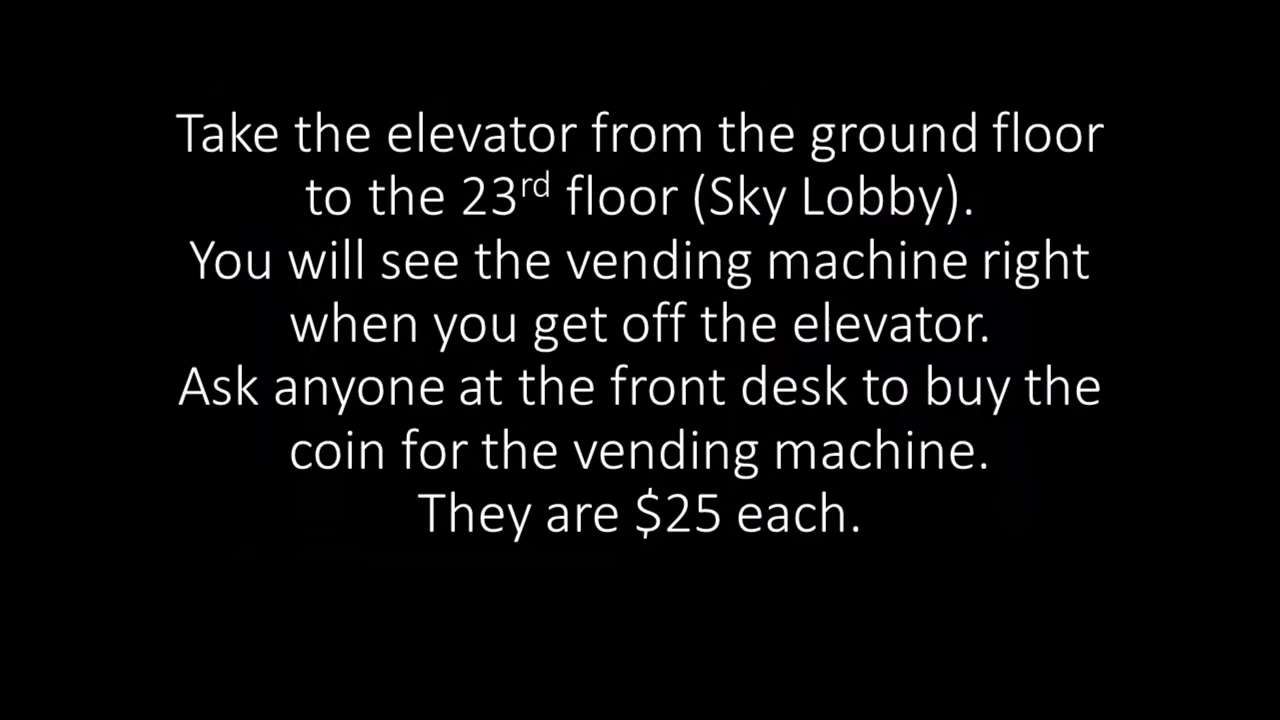 Take the elevator from the ground floor
to the 23rd floor (Sky Lobby).
You will see the vending machine right
when you get off the elevator.
Ask anyone at the front desk to buy the
coin for the vending machine.
They are $25 each.